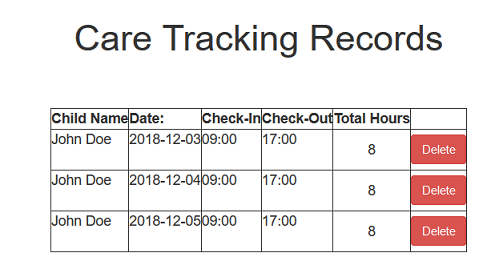 Care Tracking Records
Child Name Date: Check-In Check-Out Total Hours
John Doe 2018-12-03 09:00 17:00 8 Delete
John Doe 2018-12-04 09:00 17:00 8 Delete
John Doe 2018-12-05 09:00 17:00 8 Delete